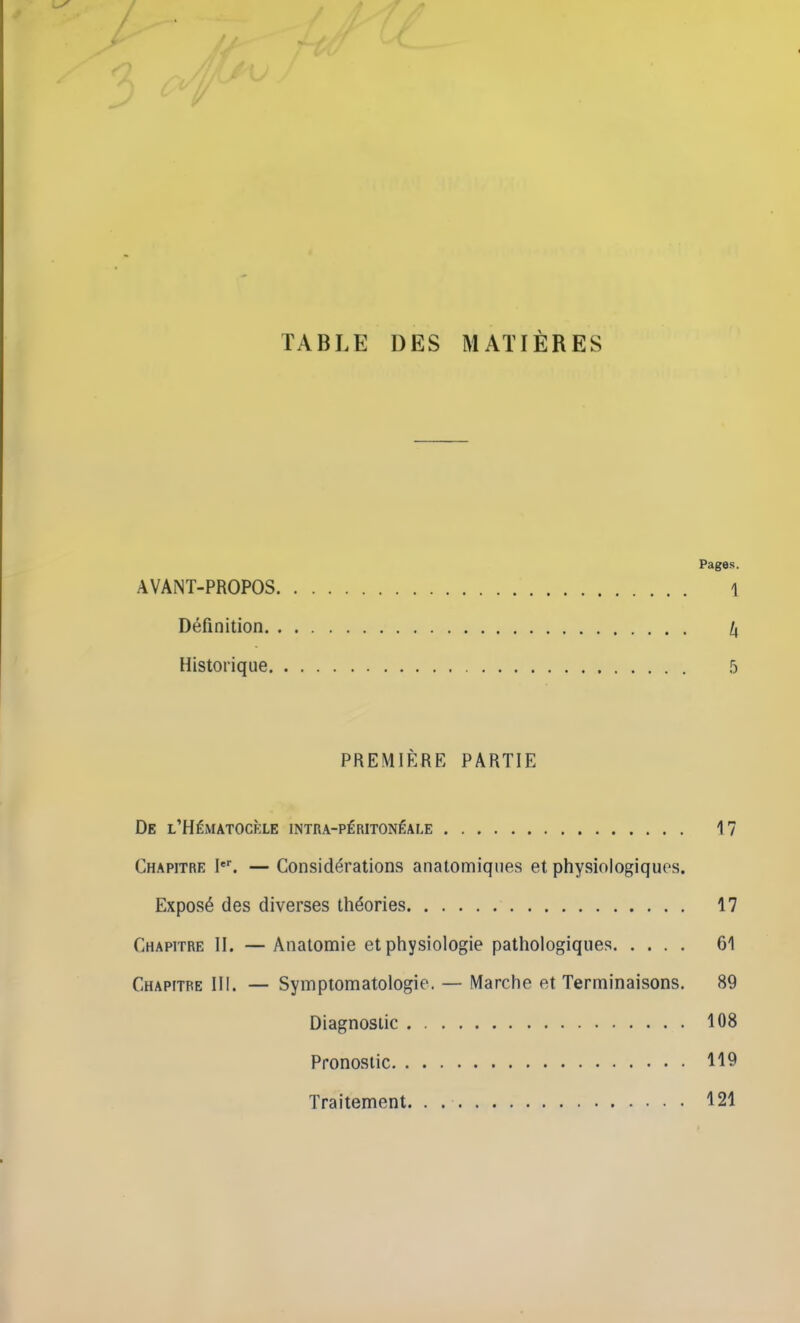 TABLE DES MATIÈRES
Pages.
AVANT-PROPOS. . . . . . . . . . . . . . . . . . . . . . . . . 1
Définition. . . . . . . . . . . . . . . . . . . . . . . . . . 4
Historique. . . . . . . . . . . . . . . . . . . . . . . . . . 5
PREMIÈRE PARTIE
De l'Hématocèle intra-péritonéale . . . . . . . . . . . . . . . 17
Chapitre Ier. — Considérations anatomiques et physiologiques.
Exposé des diverses théories. . . . . . . . . . . . . . . . . . 17
Chapitre II. — Anatomie et physiologie pathologiques. . . . . 61
Chapitre III. — Symptomatologie. — Marche et Terminaisons. 89
Diagnostic . . . . . . . . . . . . . . . . . . 108
Pronostic. . . . . . . . . . . . . . . . . . . 119
Traitement. . . . . . . . . . . . . . . . . . 121